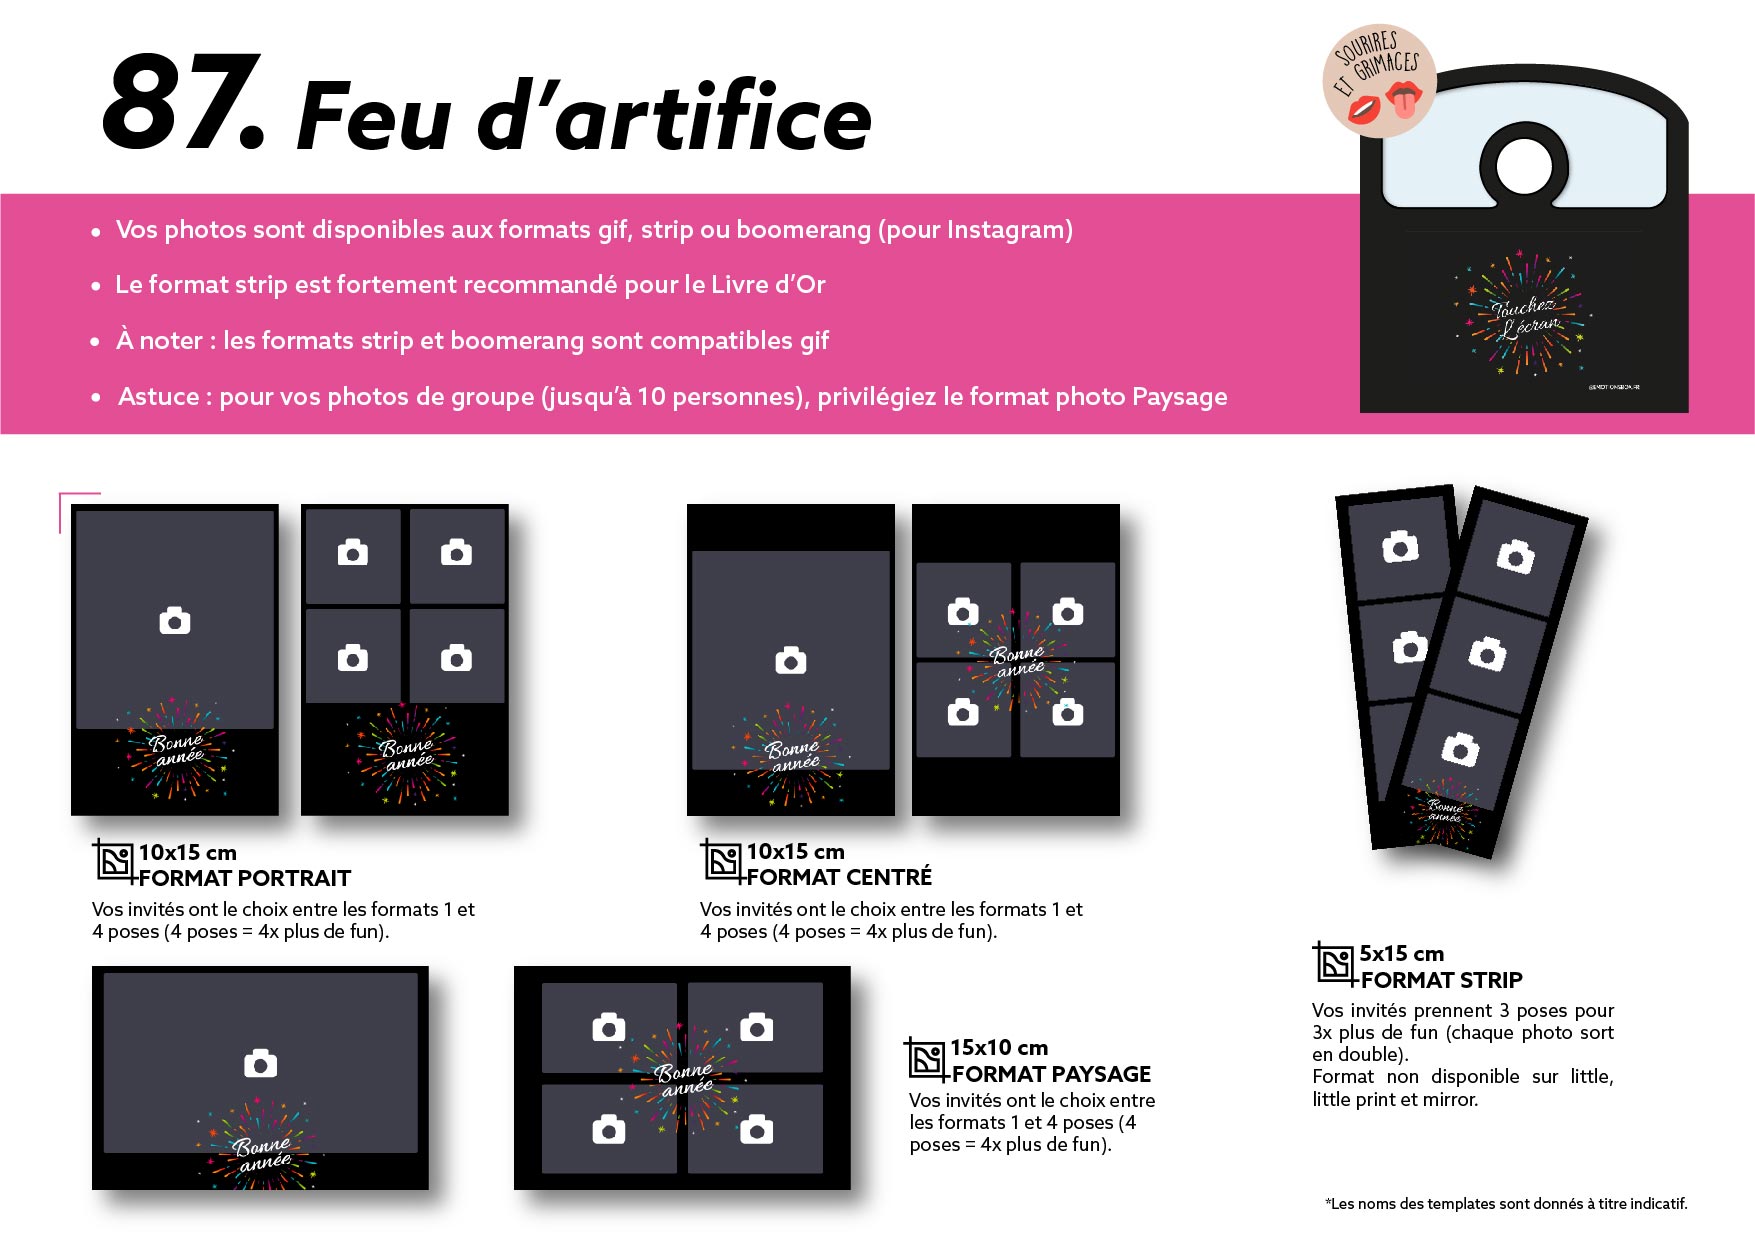 87. Feu d’artifice
SOURIRES
ET GRIMACES
• Vos photos sont disponibles aux formats gif, strip ou boomerang (pour Instagram)
• Le format strip est fortement recommandé pour le Livre d’Or
• À noter : les formats strip et boomerang sont compatibles gif
• Astuce : pour vos photos de groupe (jusqu’à 10 personnes), privilégiez le format photo Paysage
Touchez
L'écran
@EMOTIONSBOX.FR
Bonne
année
Bonne
année
10x15 cm
FORMAT PORTRAIT
Vos invités ont le choix entre les formats 1 et
4 poses (4 poses = 4x plus de fun).
Bonne
année
Bonne
année
10x15 cm
FORMAT CENTRÉ
Vos invités ont le choix entre les formats 1 et
4 poses (4 poses = 4x plus de fun).
Bonne
année
5x15 cm
FORMAT STRIP
Vos invités prennent 3 poses pour
3x plus de fun (chaque photo sort
en double).
Format non disponible sur little,
little print et mirror.
Bonne
année
Bonne
année
15x10 cm
FORMAT PAYSAGE
Vos invités ont le choix entre
les formats 1 et 4 poses (4
poses = 4x plus de fun).
*Les noms des templates sont donnés à titre indicatif.